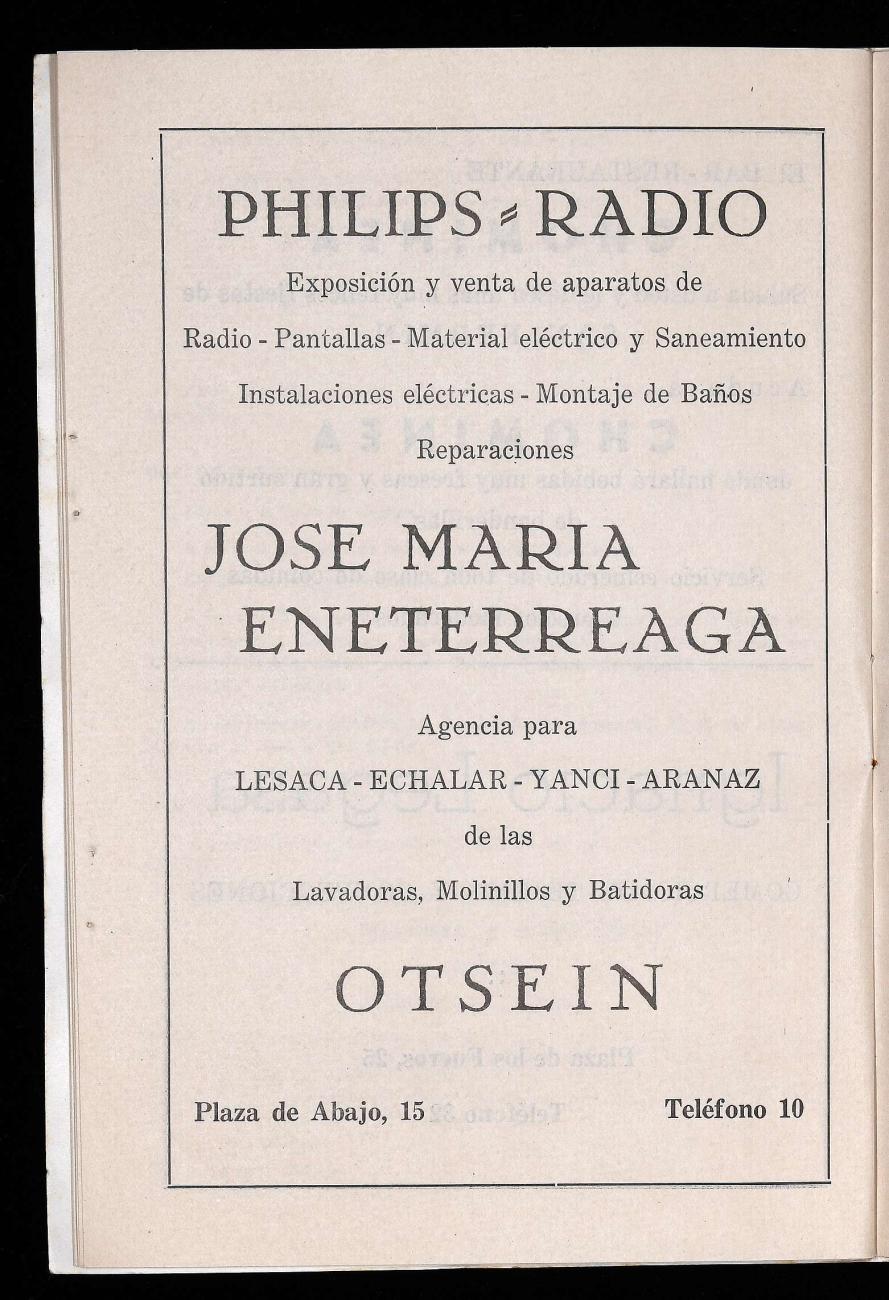 PHILIPS - RADIO
Exposición y venta de aparatos de
Radio - Pantallas - Material eléctrico y Saneamiento
Instalaciones eléctricas - Montaje de Baños
Reparaciones
JOSE MARIA
ENETERREAGA
Agencia para
LESACA - ECHALAR - YANCI - ARANAZ
de las
Lavadoras, Molinillos y Batidoras
OTSEIN
Plaza de Abajo, 15 Teléfono 10